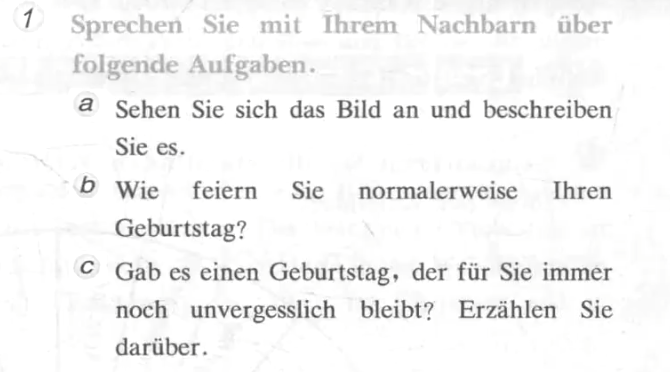 1 Sprechen Sie mit Ihrem Nachbarn über
folgende Aufgaben.
a Sehen Sie sich das Bild an und beschreiben
Sie es.
b Wie feiern Sie normalerweise Ihren
Geburtstag?
c Gab es einen Geburtstag, der für Sie immer
noch unvergesslich bleibt? Erzählen Sie
darüber.